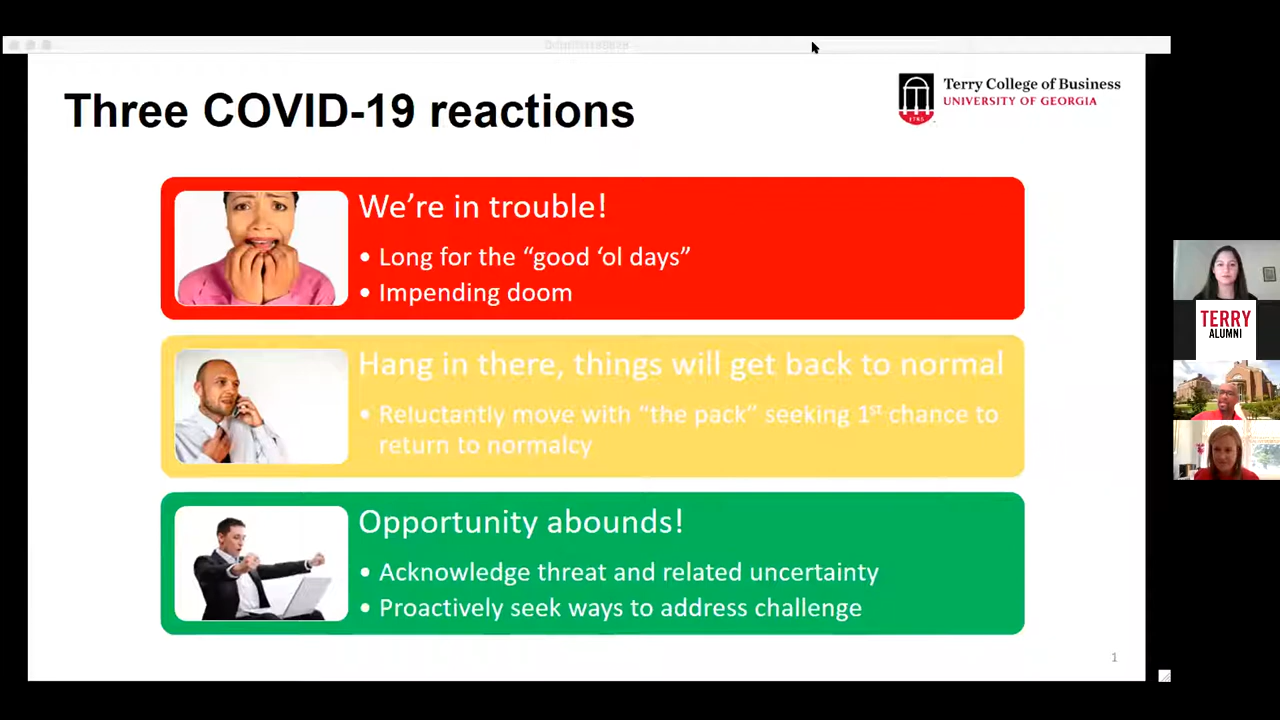 Three COVID-19 reactions
Terry College of Business
UNIVERSITY OF GEORGIA
1785
We're in trouble!
• Long for the “good ‘ol days”
• Impending doom
Hang in there, things will get back to normal
• Reluctantly move with “the pack” seeking 1st chance to
return to normalcy
Opportunity abounds!
• Acknowledge threat and related uncertainty
• Proactively seek ways to address challenge
1
TERRY
ALUMNI